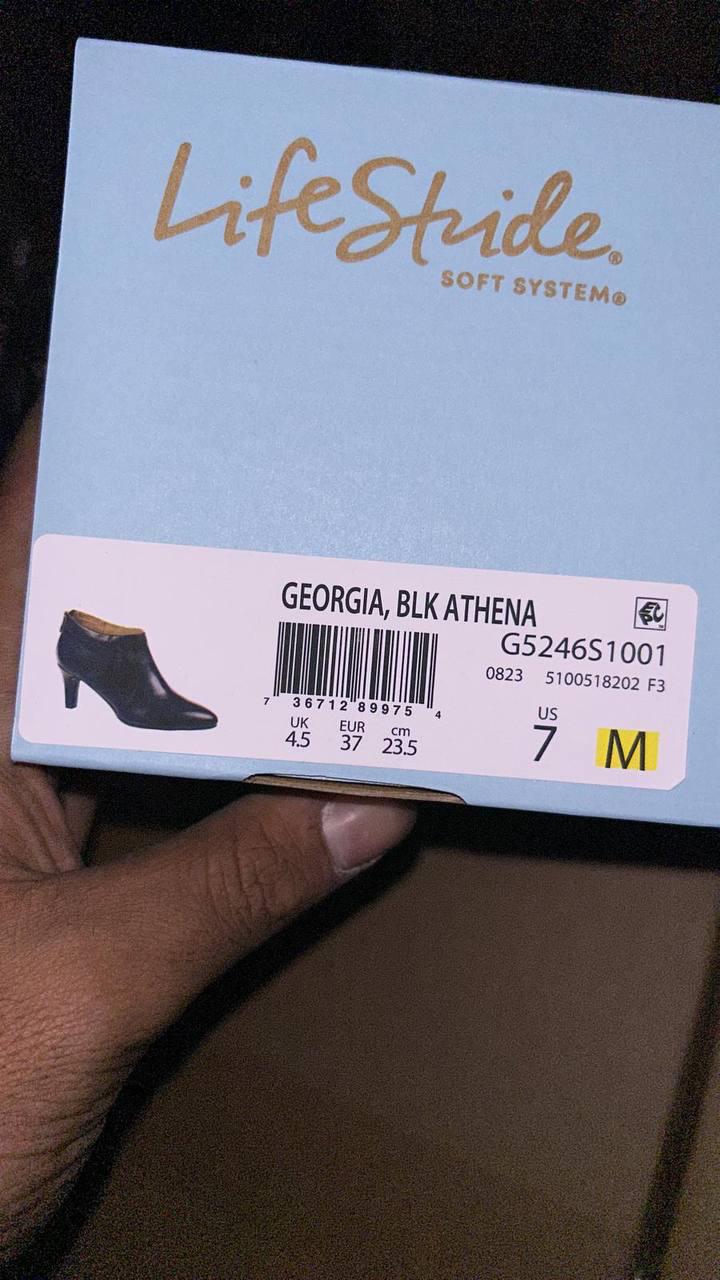 LifeStride®
SOFT SYSTEM®
GEORGIA, BLK ATHENA
G5246S1001
0823 5100518202 F3
7 36712 89975 4
UK EUR cm US
4.5 37 23.5 7 M